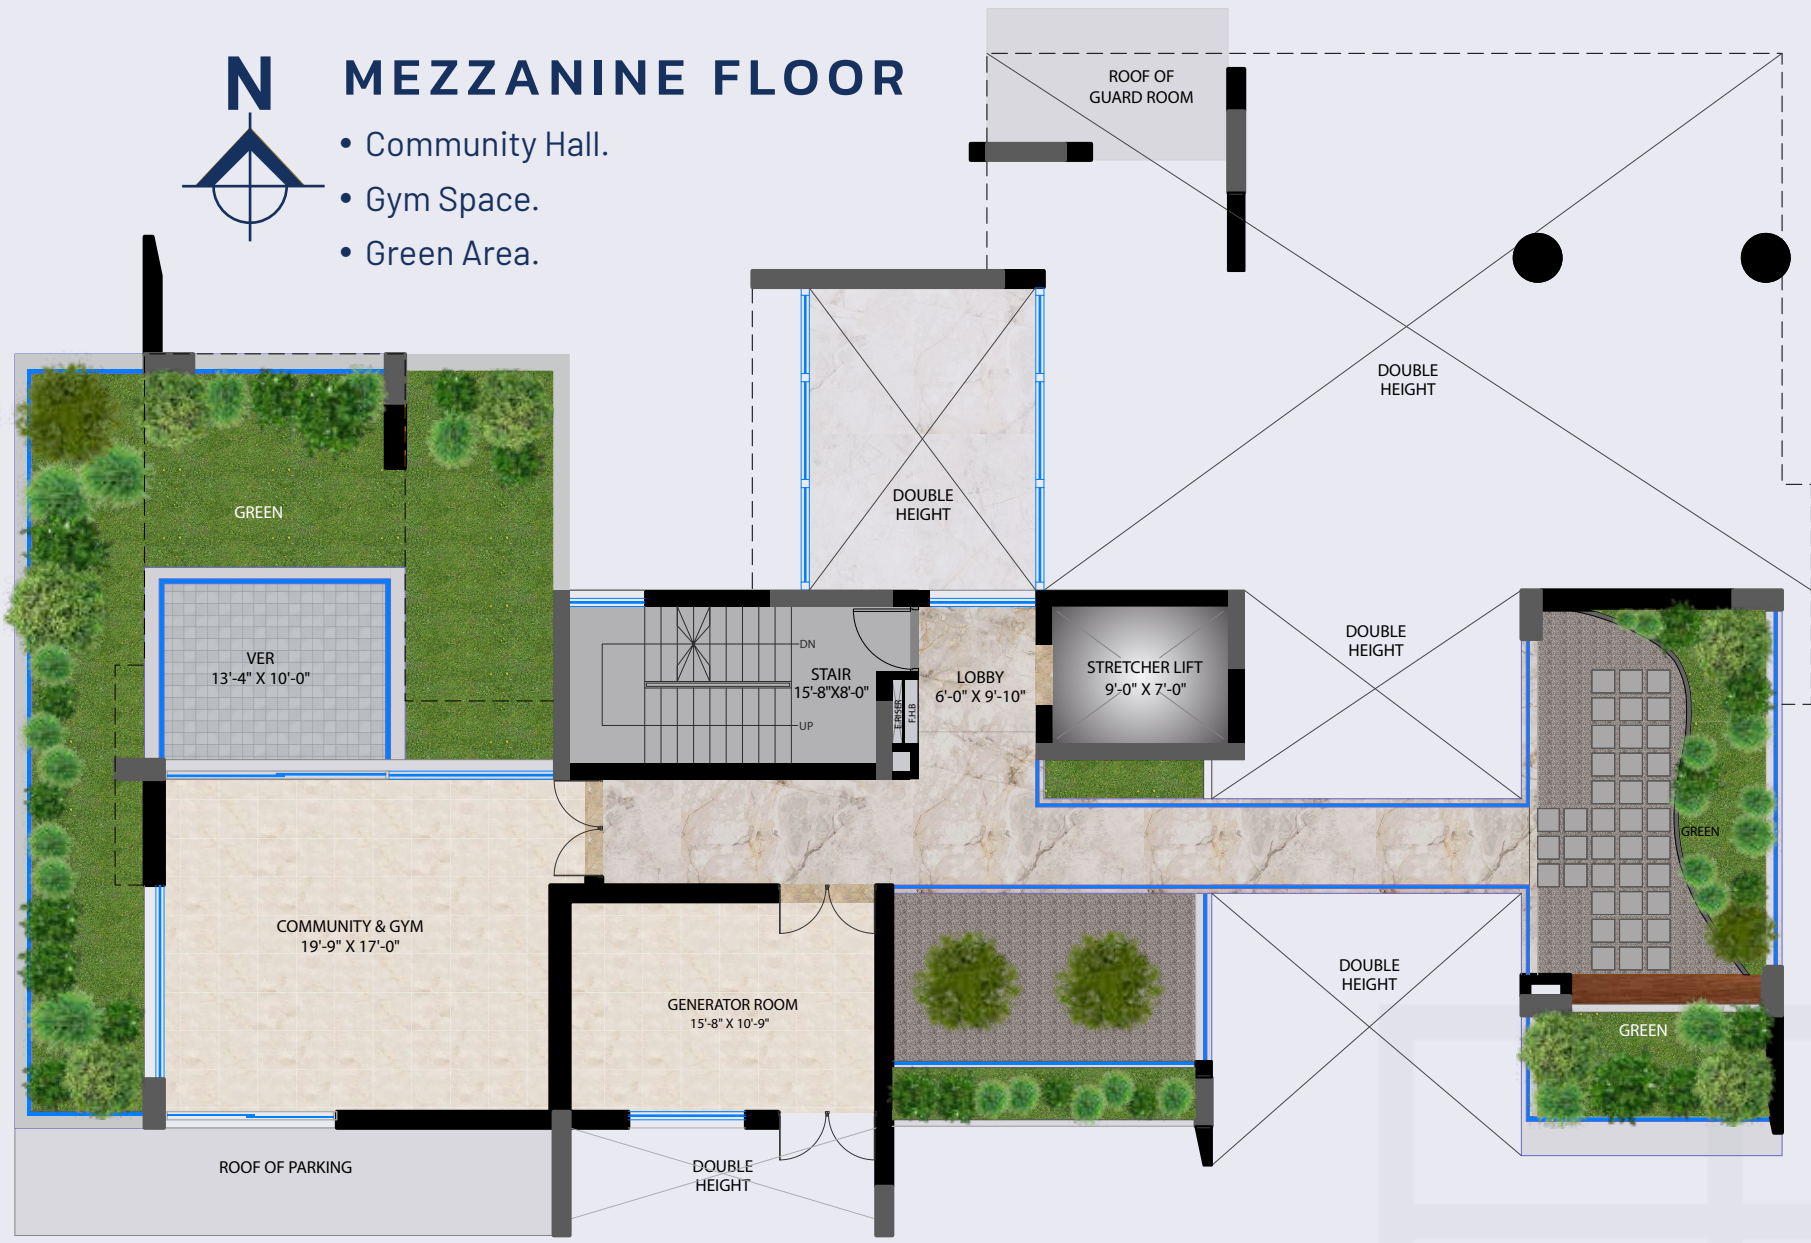 N
MEZZANINE FLOOR
• Community Hall.
• Gym Space.
• Green Area.
ROOF OF
GUARD ROOM
DOUBLE
HEIGHT
DOUBLE
HEIGHT
GREEN
VER
13'-4" X 10'-0"
DN
STAIR
15'-8"X8'-0"
UP
E.RISER
F.H.B
LOBBY
6'-0" X 9'-10"
STRETCHER LIFT
9'-0" X 7'-0"
DOUBLE
HEIGHT
GREEN
COMMUNITY & GYM
19'-9" X 17'-0"
GENERATOR ROOM
15'-8" X 10'-9"
DOUBLE
HEIGHT
GREEN
ROOF OF PARKING
DOUBLE
HEIGHT